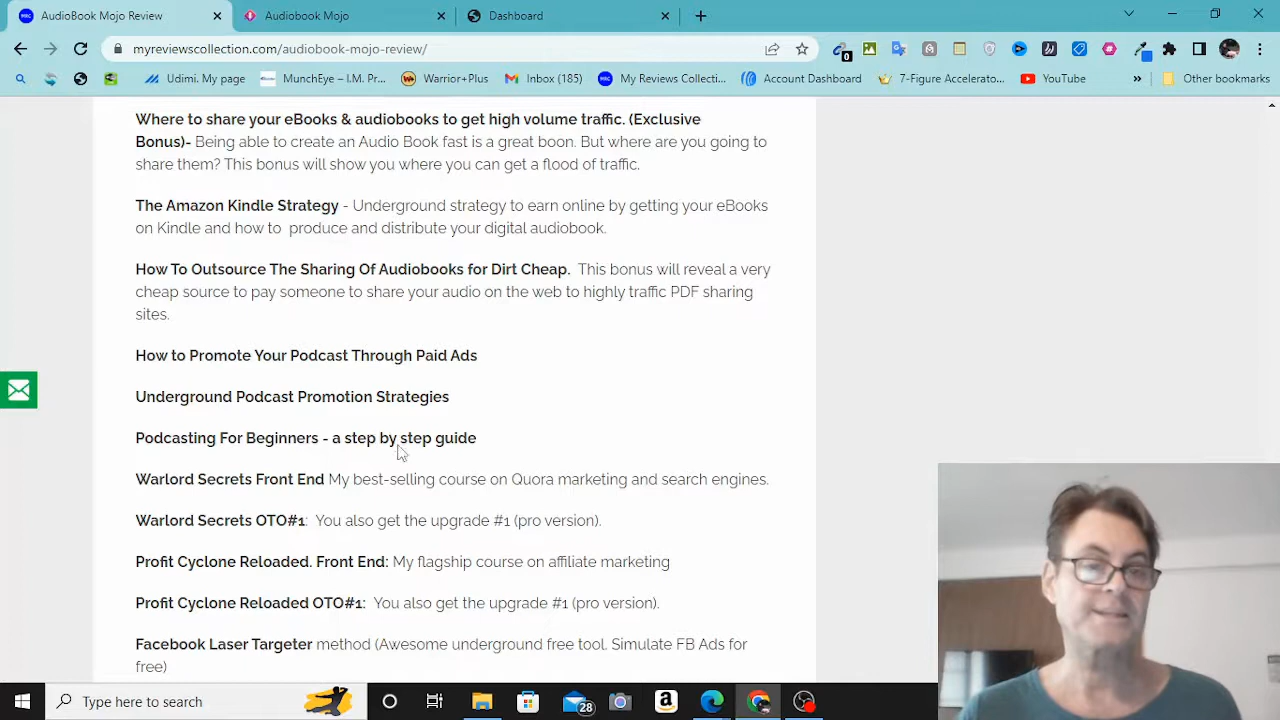 AudioBook Mojo Review
Audiobook Mojo
Dashboard
myreviewscollection.com/audiobook-mojo-review/
0
Udimi. My page
MunchEye – I.M. Pr...
Warrior+Plus
Inbox (185)
My Reviews Collecti...
Account Dashboard
7-Figure Accelerato...
YouTube
»
Other bookmarks
Where to share your eBooks & audiobooks to get high volume traffic. (Exclusive
Bonus)- Being able to create an Audio Book fast is a great boon. But where are you going to
share them? This bonus will show you where you can get a flood of traffic.
The Amazon Kindle Strategy - Underground strategy to earn online by getting your eBooks
on Kindle and how to produce and distribute your digital audiobook.
How To Outsource The Sharing Of Audiobooks for Dirt Cheap. This bonus will reveal a very
cheap source to pay someone to share your audio on the web to highly traffic PDF sharing
sites.
How to Promote Your Podcast Through Paid Ads
Underground Podcast Promotion Strategies
Podcasting For Beginners - a step by step guide
Warlord Secrets Front End My best-selling course on Quora marketing and search engines.
Warlord Secrets OTO#1: You also get the upgrade #1 (pro version).
Profit Cyclone Reloaded. Front End: My flagship course on affiliate marketing
Profit Cyclone Reloaded OTO#1: You also get the upgrade #1 (pro version).
Facebook Laser Targeter method (Awesome underground free tool. Simulate FB Ads for
free)
Type here to search
28